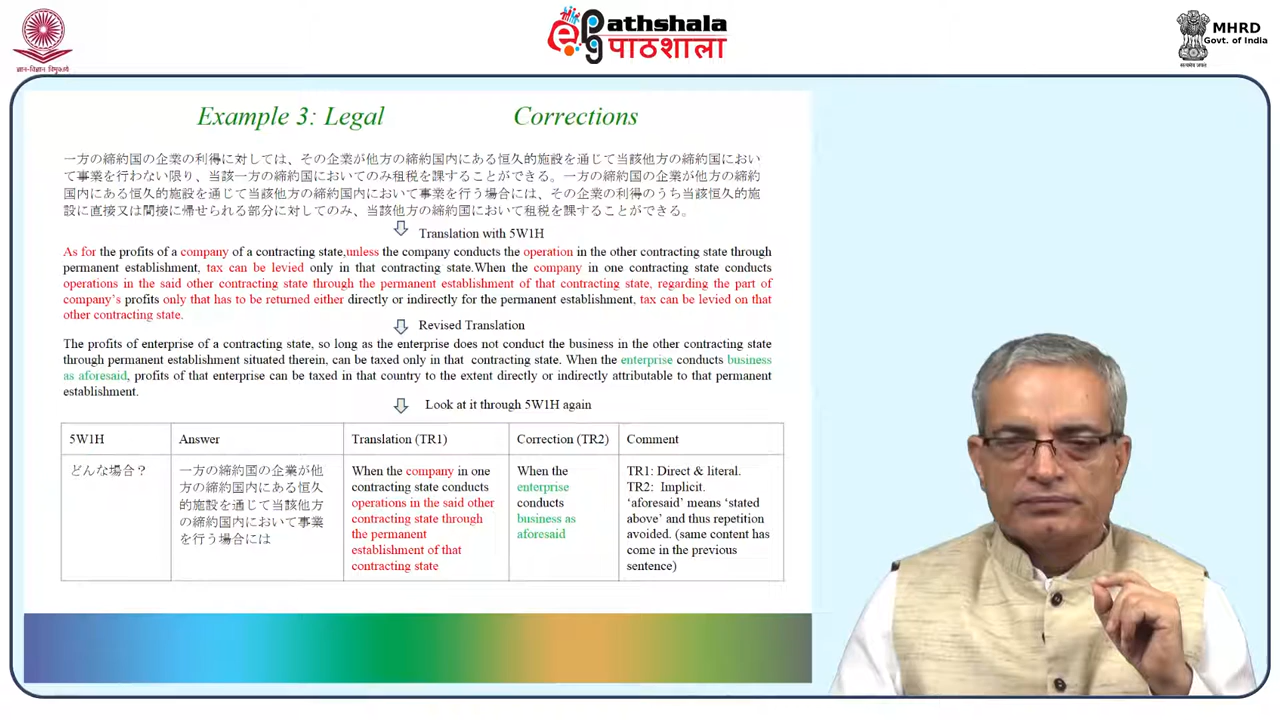 ज्ञान-विज्ञान विमुक्तये
ePathshala
पाठशाला
MHRD
Govt. of India
सत्यमेव जयते
Example 3: Legal Corrections
一方の締約国の企業の利得に対しては、その企業が他方の締約国内にある恒久的施設を通じて当該他方の締約国におい
て事業を行わない限り、当該一方の締約国においてのみ租税を課することができる。一方の締約国の企業が他方の締約
国内にある恒久的施設を通じて当該他方の締約国内において事業を行う場合には、その企業の利得のうち当該恒久的施
設に直接又は間接に帰せられる部分に対してのみ、当該他方の締約国において租税を課することができる。
Translation with 5W1H
As for the profits of a company of a contracting state,unless the company conducts the operation in the other contracting state through
permanent establishment, tax can be levied only in that contracting state.When the company in one contracting state conducts
operations in the said other contracting state through the permanent establishment of that contracting state, regarding the part of
company's profits only that has to be returned either directly or indirectly for the permanent establishment, tax can be levied on that
other contracting state.
Revised Translation
The profits of enterprise of a contracting state, so long as the enterprise does not conduct the business in the other contracting state
through permanent establishment situated therein, can be taxed only in that contracting state. When the enterprise conducts business
as aforesaid, profits of that enterprise can be taxed in that country to the extent directly or indirectly attributable to that permanent
establishment.
Look at it through 5W1H again
5W1H
Answer
Translation (TR1)
Correction (TR2)
Comment
どんな場合？
一方の締約国の企業が他
方の締約国内にある恒久
的施設を通じて当該他方
の締約国内において事業
を行う場合には
When the company in one
contracting state conducts
operations in the said other
contracting state through
the permanent
establishment of that
contracting state
When the
enterprise
conducts
business as
aforesaid
TR1: Direct & literal.
TR2: Implicit.
'aforesaid' means 'stated
above' and thus repetition
avoided. (same content has
come in the previous
sentence)